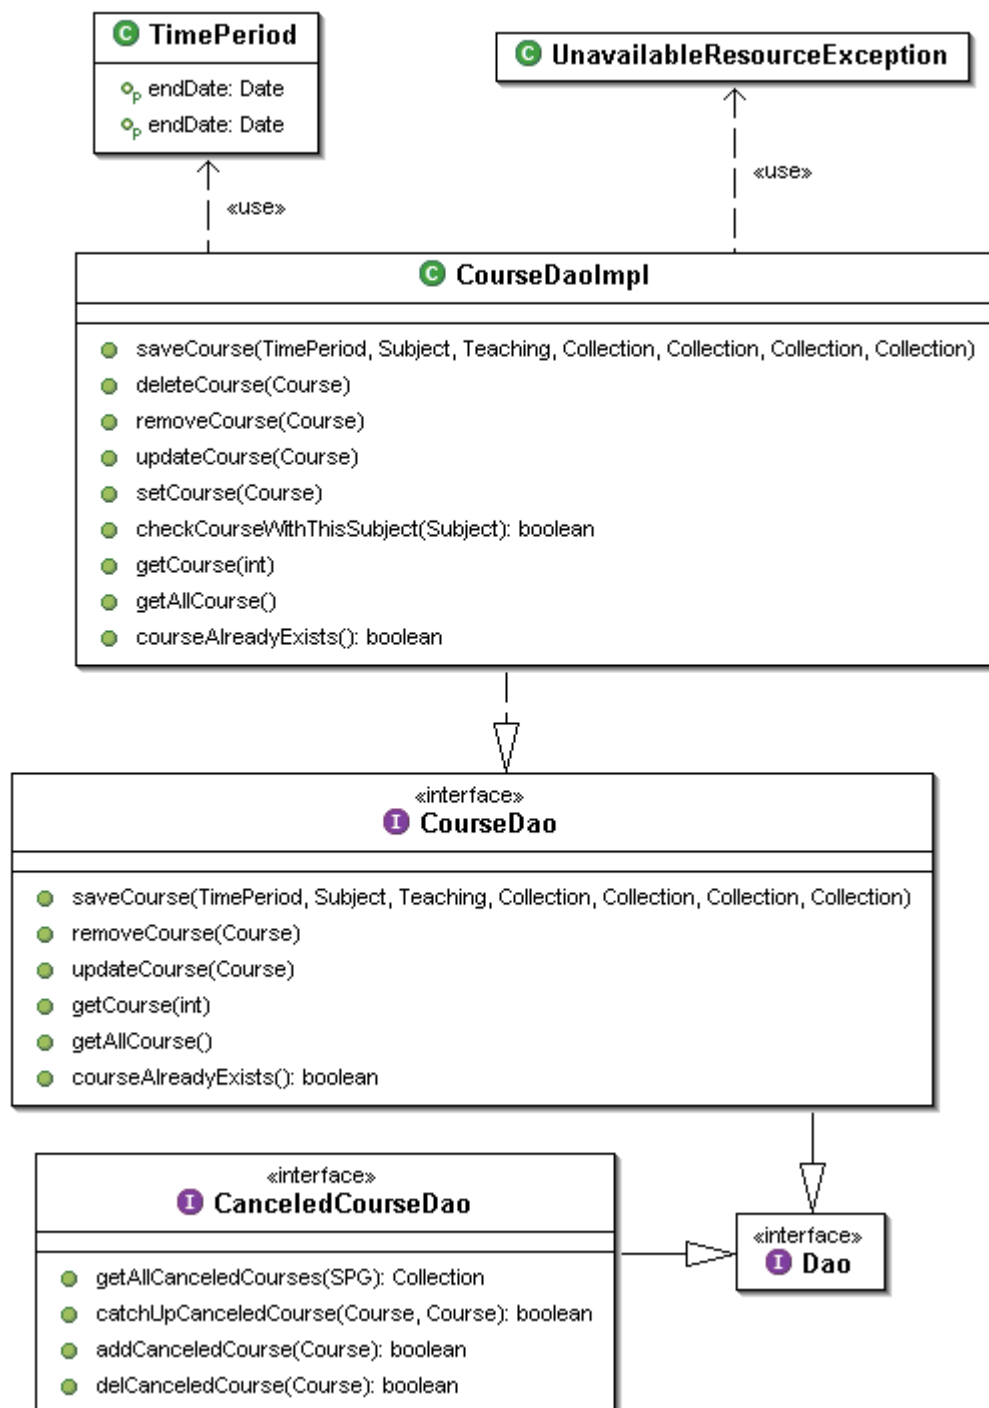 C TimePeriod
P endDate: Date
P endDate: Date
C UnavailableResourceException
«use»
«use»
C CourseDaoImpl
saveCourse(TimePeriod, Subject, Teaching, Collection, Collection, Collection, Collection)
deleteCourse(Course)
removeCourse(Course)
updateCourse(Course)
setCourse(Course)
checkCourseWithThisSubject(Subject): boolean
getCourse(int)
getAllCourse()
courseAlreadyExists(): boolean
«interface»
I CourseDao
saveCourse(TimePeriod, Subject, Teaching, Collection, Collection, Collection, Collection)
removeCourse(Course)
updateCourse(Course)
getCourse(int)
getAllCourse()
courseAlreadyExists(): boolean
«interface»
I CanceledCourseDao
getAllCanceledCourses(SPG): Collection
catchUpCanceledCourse(Course, Course): boolean
addCanceledCourse(Course): boolean
delCanceledCourse(Course): boolean
«interface»
I Dao